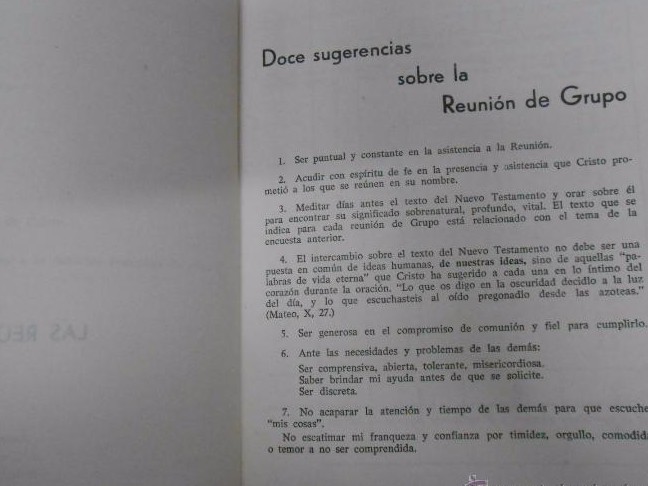 Doce sugerencias
sobre la
Reunión de Grupo
1. Ser puntual y constante en la asistencia a la Reunión.
2. Acudir con espíritu de fe en la presencia y asistencia que Cristo pro-
metió a los que se reúnen en su nombre.
3. Meditar días antes el texto del Nuevo Testamento y orar sobre él
para encontrar su significado sobrenatural, profundo, vital. El texto que se
indica para cada reunión de Grupo está relacionado con el tema de la
encuesta anterior.
4. El intercambio sobre el texto del Nuevo Testamento no debe ser una
puesta en común de ideas humanas, de nuestras ideas, sino de aquellas "pa-
labras de vida eterna" que Cristo ha sugerido a cada una en lo íntimo del
corazón durante la oración. "Lo que os digo en la oscuridad decidlo a la luz
del día, y lo que escuchasteis al oído pregonadlo desde las azoteas."
(Mateo, X, 27.)
5. Ser generosa en el compromiso de comunión y fiel para cumplirlo.
6. Ante las necesidades y problemas de las demás:
Ser comprensiva, abierta, tolerante, misericordiosa.
Saber brindar mi ayuda antes de que se solicite.
Ser discreta.
7. No acaparar la atención y tiempo de las demás para que escuche
"mis cosas".
No escatimar mi franqueza y confianza por timidez, orgullo, comodida
o temor a no ser comprendida.
LAS REC